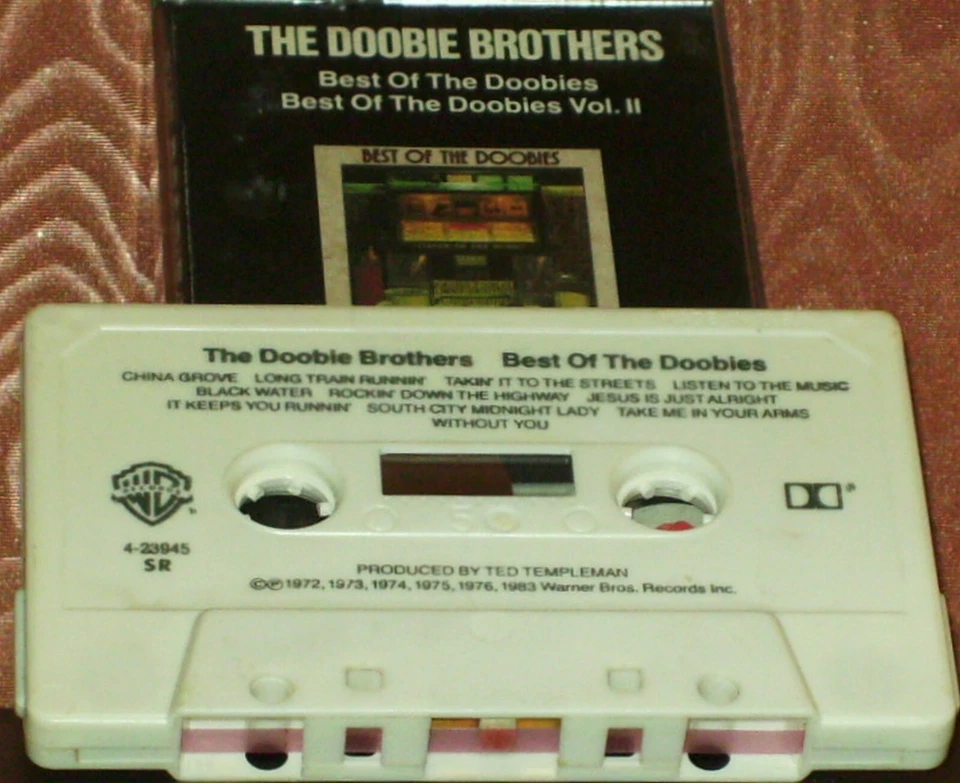 THE DOOBIE BROTHERS
Best Of The Doobies
Best Of The Doobies Vol. II
BEST OF THE DOOBIES
The Doobie Brothers Best Of The Doobies
CHINA GROVE LONG TRAIN RUNNIN' TAKIN' IT TO THE STREETS LISTEN TO THE MUSIC
BLACK WATER ROCKIN' DOWN THE HIGHWAY JESUS IS JUST ALRIGHT
IT KEEPS YOU RUNNIN' SOUTH CITY MIDNIGHT LADY TAKE ME IN YOUR ARMS
WITHOUT YOU
4-23945
SR
PRODUCED BY TED TEMPLEMAN
©℗ 1972, 1973, 1974, 1975, 1976, 1983 Warner Bros. Records Inc.